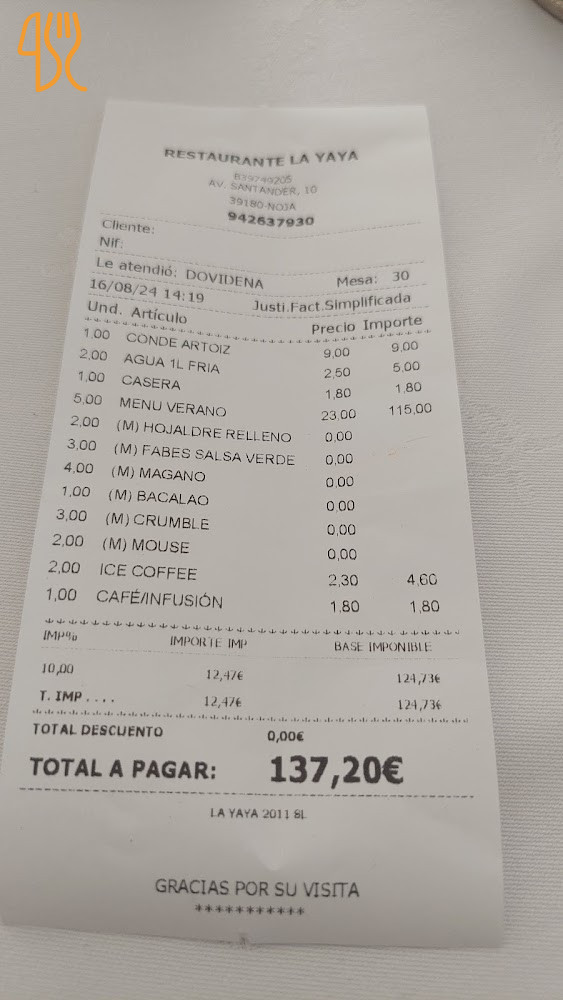 RESTAURANTE LA YAYA
B39749205
AV. SANTANDER, 10
39180-NOJA
942637930
Cliente:
Nif:
Le atendió: DOVIDENA Mesa: 30
16/08/24 14:19 Justi.Fact.Simplificada
Und. Artículo Precio Importe
1,00 CONDE ARTOIZ 9,00 9,00
2,00 AGUA 1L FRIA 2,50 5,00
1,00 CASERA 1,80 1,80
5,00 MENU VERANO 23,00 115,00
2,00 (M) HOJALDRE RELLENO 0,00
3,00 (M) FABES SALSA VERDE 0,00
4,00 (M) MAGANO 0,00
1,00 (M) BACALAO 0,00
3,00 (M) CRUMBLE 0,00
2,00 (M) MOUSE 0,00
2,00 ICE COFFEE 2,30 4,60
1,00 CAFÉ/INFUSIÓN 1,80 1,80
IMP% IMPORTE IMP BASE IMPONIBLE
10,00 12,47€ 124,73€
T. IMP .... 12,47€ 124,73€
TOTAL DESCUENTO 0,00€
TOTAL A PAGAR: 137,20€
LA YAYA 2011 SL
GRACIAS POR SU VISITA
***********